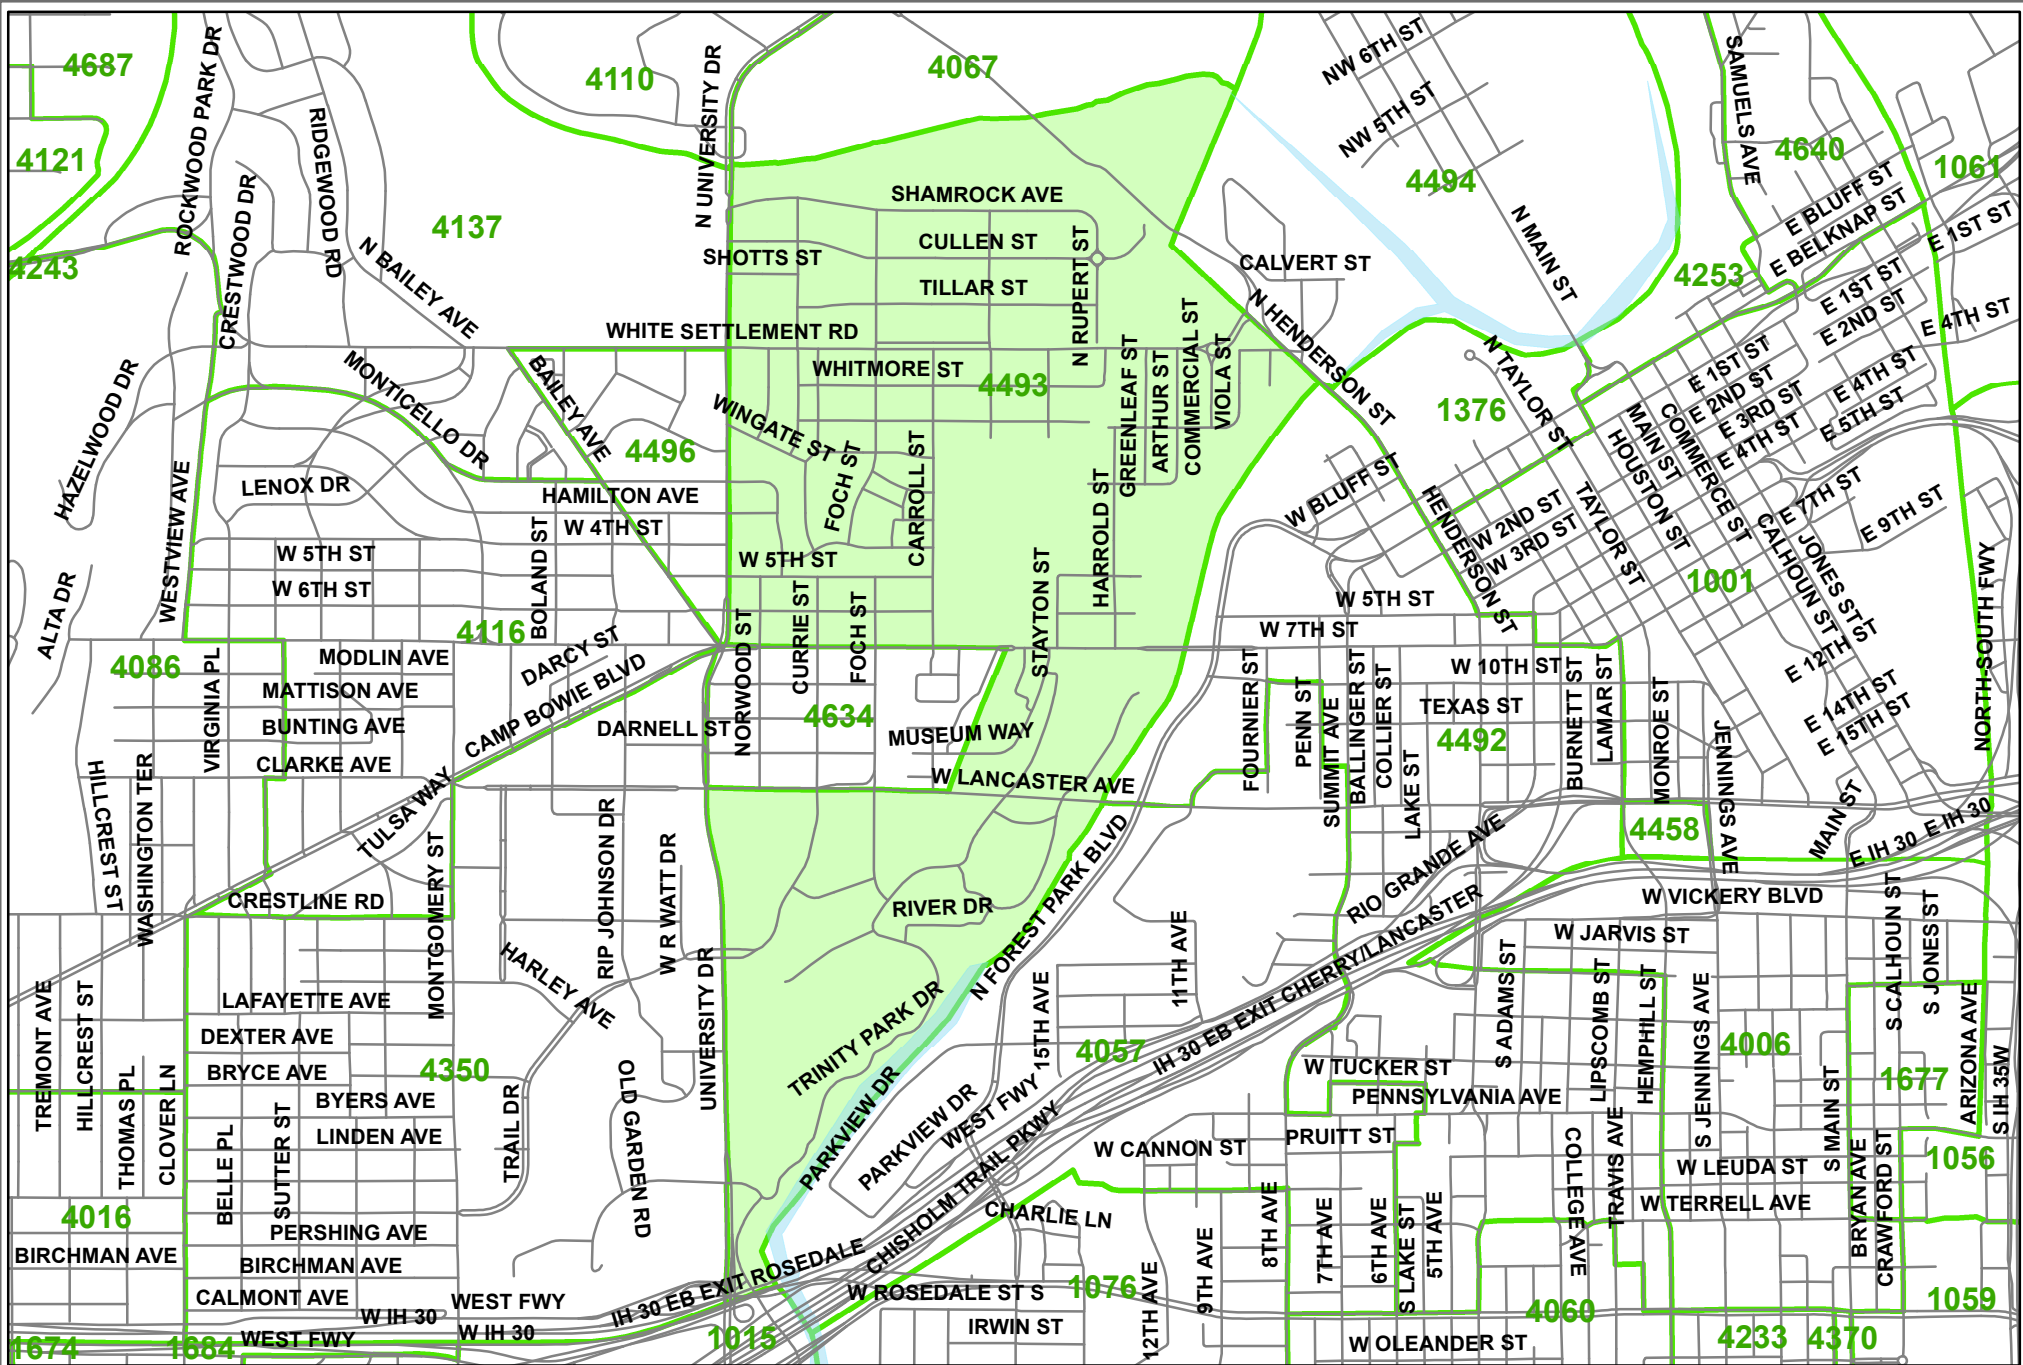 4687
ROCKWOOD PARK DR
4110
N UNIVERSITY DR
4067
NW 6TH ST
SAMUELS AVE
RIDGEWOOD RD
NW 5TH ST
4121
4640
1061
CRESTWOOD DR
4494
E BLUFF ST
SHAMROCK AVE
4137
N MAIN ST
E BELKNAP ST
E 1ST ST
4243
N BAILEY AVE
SHOTTS ST
CULLEN ST
N RUPERT ST
CALVERT ST
4253
E 1ST ST
TILLAR ST
E 2ND ST
E 4TH ST
WHITE SETTLEMENT RD
COMMERCIAL ST
N HENDERSON ST
N TAYLOR ST
HAZELWOOD DR
MONTICELLO DR
BAILEY AVE
WHITMORE ST
4493
GREENLEAF ST
ARTHUR ST
VIOLA ST
E 1ST ST
E 2ND ST
E 3RD ST
E 4TH ST
E 4TH ST
E 5TH ST
1376
WINGATE ST
4496
FOCH ST
CARROLL ST
MAIN ST
COMMERCE ST
HOUSTON ST
WESTVIEW AVE
LENOX DR
HAMILTON AVE
HARROLD ST
W BLUFF ST
HENDERSON ST
W 2ND ST
W 3RD ST
TAYLOR ST
E 7TH ST
E 9TH ST
W 4TH ST
BOLAND ST
W 5TH ST
W 5TH ST
CALHOUN ST
JONES ST
NORTH-SOUTH FWY
ALTA DR
W 6TH ST
CURRIE ST
FOCH ST
STAYTON ST
W 5TH ST
1001
4116
NORWOOD ST
W 7TH ST
E 12TH ST
4086
VIRGINIA PL
MODLIN AVE
DARCY ST
CAMP BOWIE BLVD
W 10TH ST
MATTISON AVE
FOURNIER ST
PENN ST
SUMMIT AVE
BALLINGER ST
COLLIER ST
TEXAS ST
BURNETT ST
LAMAR ST
MONROE ST
JENNINGS AVE
E 14TH ST
E 15TH ST
BUNTING AVE
DARNELL ST
4634
MUSEUM WAY
4492
CLARKE AVE
W LANCASTER AVE
LAKE ST
HILLCREST ST
WASHINGTON TER
TULSA WAY
MONTGOMERY ST
RIP JOHNSON DR
W R WATT DR
N FOREST PARK BLVD
RIO GRANDE AVE
4458
MAIN ST
E IH 30
E IH 30
CRESTLINE RD
RIVER DR
W VICKERY BLVD
W JARVIS ST
11TH AVE
IH 30 EB EXIT CHERRY/LANCASTER
HARLEY AVE
UNIVERSITY DR
TREMONT AVE
HILLCREST ST
LAFAYETTE AVE
TRINITY PARK DR
15TH AVE
S ADAMS ST
LIPSCOMB ST
HEMPHILL ST
S JENNINGS AVE
S CALHOUN ST
S JONES ST
DEXTER AVE
4057
4006
BRYCE AVE
4350
W TUCKER ST
1677
ARIZONA AVE
S IH 35W
THOMAS PL
CLOVER LN
BYERS AVE
OLD GARDEN RD
PARKVIEW DR
PARKVIEW DR
WEST FWY
CHISHOLM TRAIL PKWY
PENNSYLVANIA AVE
S MAIN ST
LINDEN AVE
TRAIL DR
BELLE PL
SUTTER ST
W CANNON ST
PRUITT ST
COLLEGE AVE
TRAVIS AVE
W LEUDA ST
BRYAN AVE
CRAWFORD ST
1056
W TERRELL AVE
4016
PERSHING AVE
CHARLIE LN
8TH AVE
7TH AVE
6TH AVE
S LAKE ST
5TH AVE
BIRCHMAN AVE
BIRCHMAN AVE
IH 30 EB EXIT ROSEDALE
W ROSEDALE ST S
1076
12TH AVE
9TH AVE
CALMONT AVE
WEST FWY
W IH 30
4060
1059
1674
1684
WEST FWY
W IH 30
1015
IRWIN ST
W OLEANDER ST
4233
4370